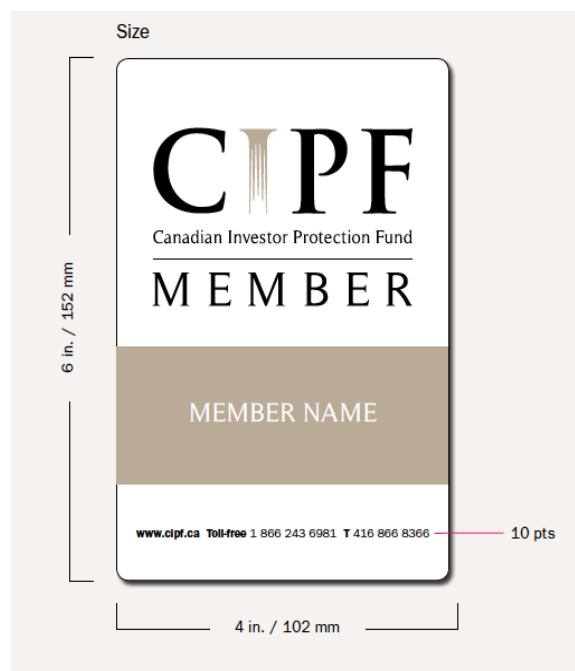 Size
CIPF
Canadian Investor Protection Fund
MEMBER
6 in. / 152 mm
MEMBER NAME
www.cipf.ca Toll-free 1 866 243 6981 T 416 866 8366
10 pts
4 in. / 102 mm